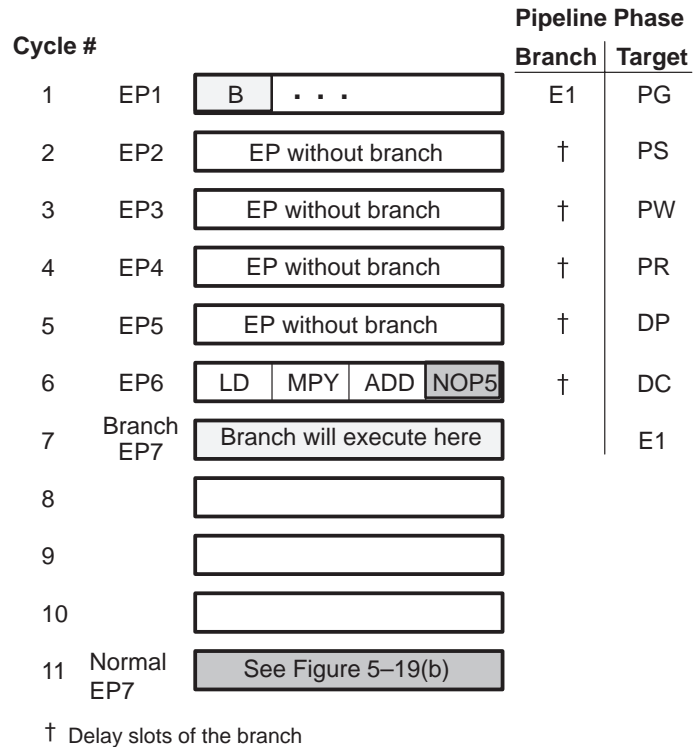 Pipeline Phase
Cycle # Branch Target
1 EP1 B . . . E1 PG
2 EP2 EP without branch † PS
3 EP3 EP without branch † PW
4 EP4 EP without branch † PR
5 EP5 EP without branch † DP
6 EP6 LD MPY ADD NOP5 † DC
7 Branch EP7 Branch will execute here E1
8
9
10
11 Normal EP7 See Figure 5–19(b)
† Delay slots of the branch